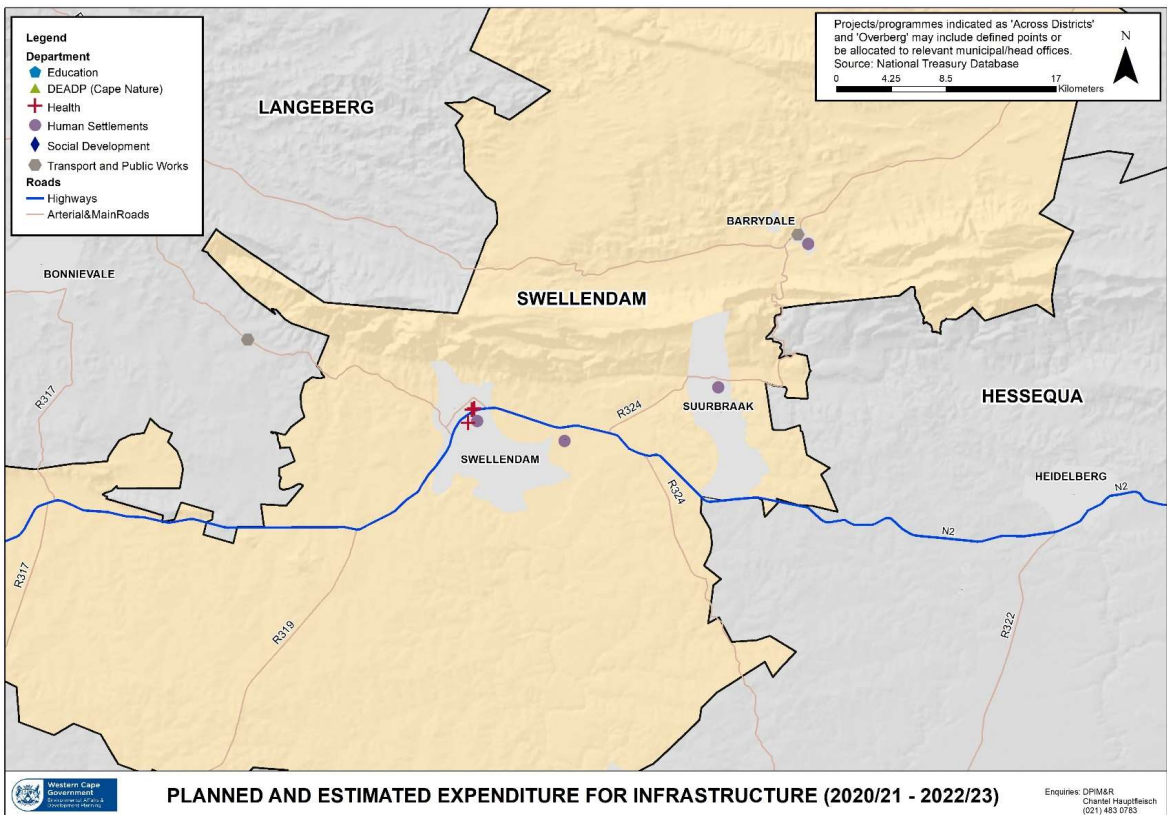 Legend
Department
Education
DEADP (Cape Nature)
Health
Human Settlements
Social Development
Transport and Public Works
Roads
Highways
Arterial&MainRoads
Projects/programmes indicated as 'Across Districts'
and 'Overberg' may include defined points or
be allocated to relevant municipal/head offices.
Source: National Treasury Database
N
0 4.25 8.5 17
Kilometers
LANGEBERG
BARRYDALE
BONNIEVALE
SWELLENDAM
R317
SUURBRAAK
HESSEQUA
R324
SWELLENDAM
HEIDELBERG
R324
N2
N2
R317
R319
R322
Western Cape
Government
Environmental Affairs &
Development Planning
PLANNED AND ESTIMATED EXPENDITURE FOR INFRASTRUCTURE (2020/21 - 2022/23)
Enquiries: DPIM&R
Chantel Hauptfleisch
(021) 483 0783